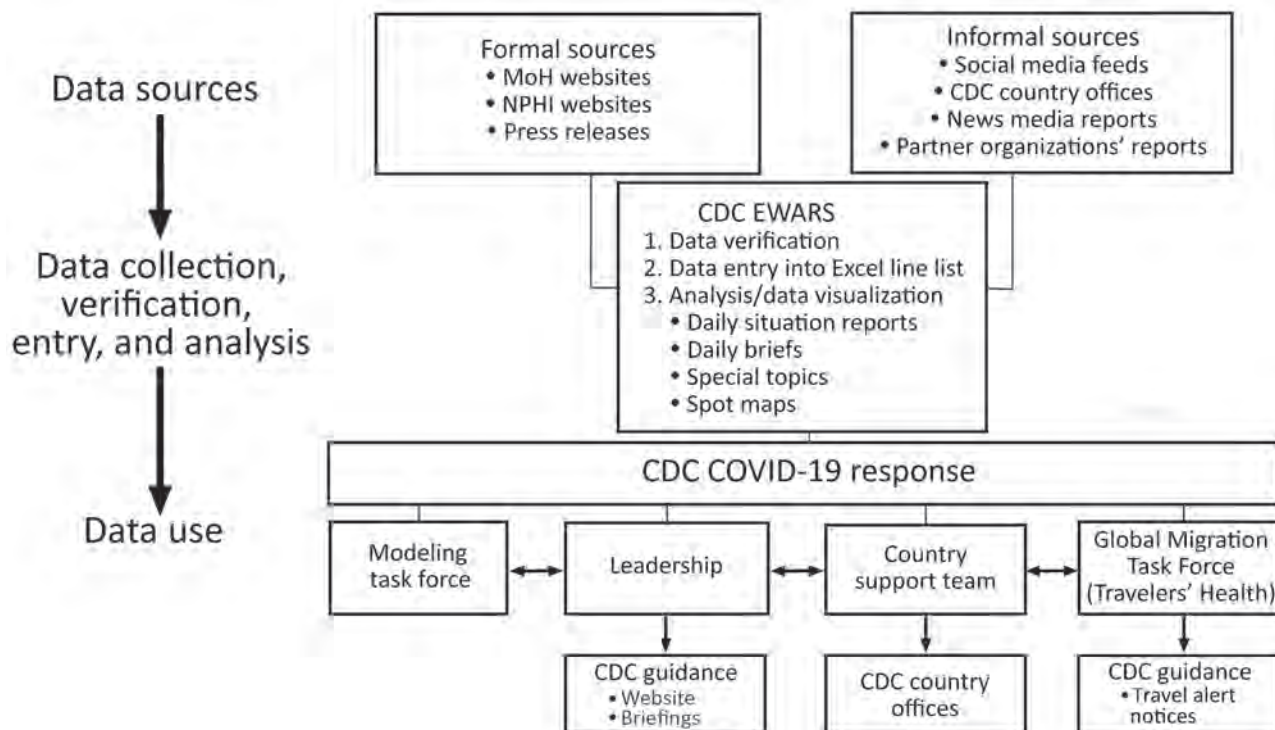 Data sources
Data collection,
verification,
entry, and analysis
Data use
Formal sources
• MoH websites
• NPHI websites
• Press releases
Informal sources
• Social media feeds
• CDC country offices
• News media reports
• Partner organizations’ reports
CDC EWARS
1. Data verification
2. Data entry into Excel line list
3. Analysis/data visualization
• Daily situation reports
• Daily briefs
• Special topics
• Spot maps
CDC COVID-19 response
Modeling
task force
Leadership
Country
support team
Global Migration
Task Force
(Travelers’ Health)
CDC guidance
• Website
• Briefings
CDC country
offices
CDC guidance
• Travel alert
notices